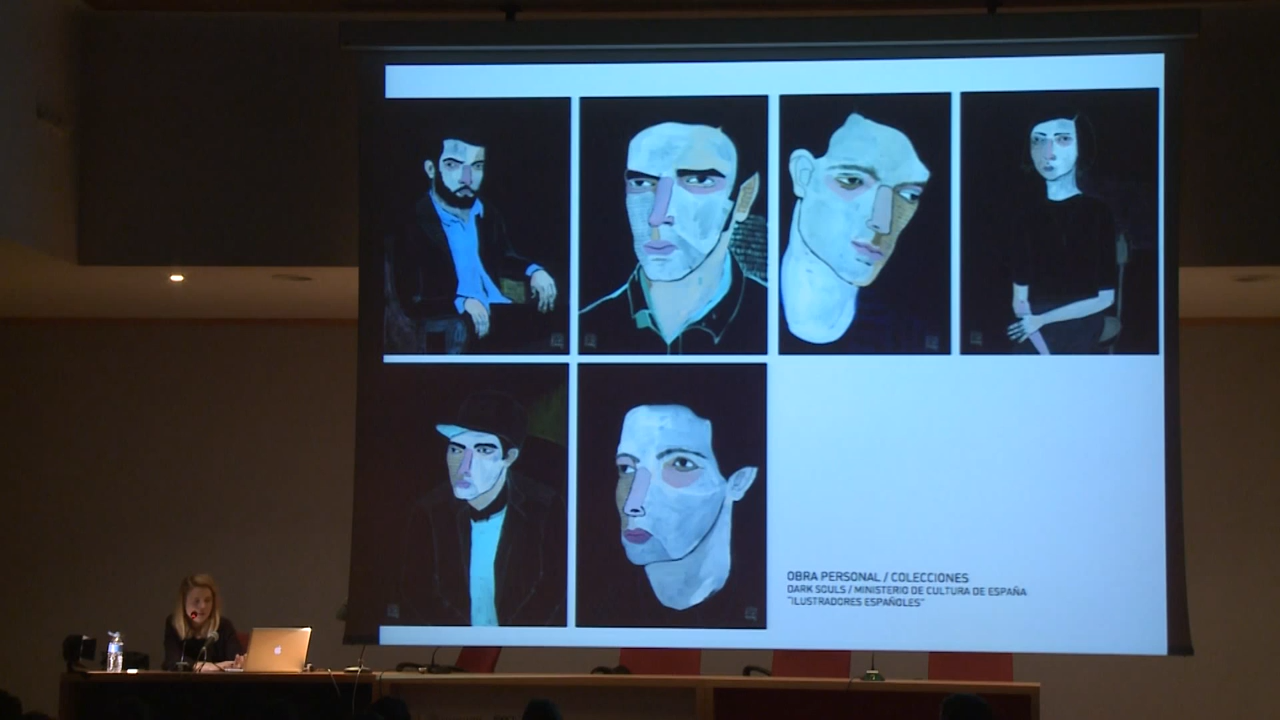 OBRA PERSONAL / COLECCIONES
DARK SOULS / MINISTERIO DE CULTURA DE ESPAÑA
"ILUSTRADORES ESPAÑOLES"